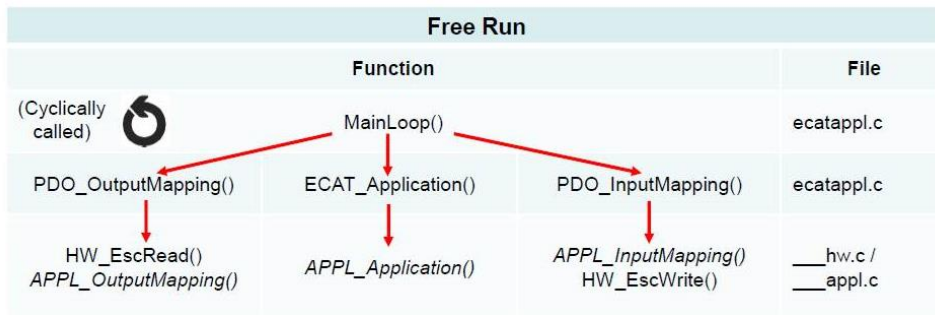 Free Run
Function File
(Cyclically
called)
MainLoop() ecatappl.c
PDO_OutputMapping() ECAT_Application() PDO_InputMapping() ecatappl.c
HW_EscRead() APPL_InputMapping() ___hw.c /
APPL_OutputMapping() APPL_Application() HW_EscWrite() ___appl.c